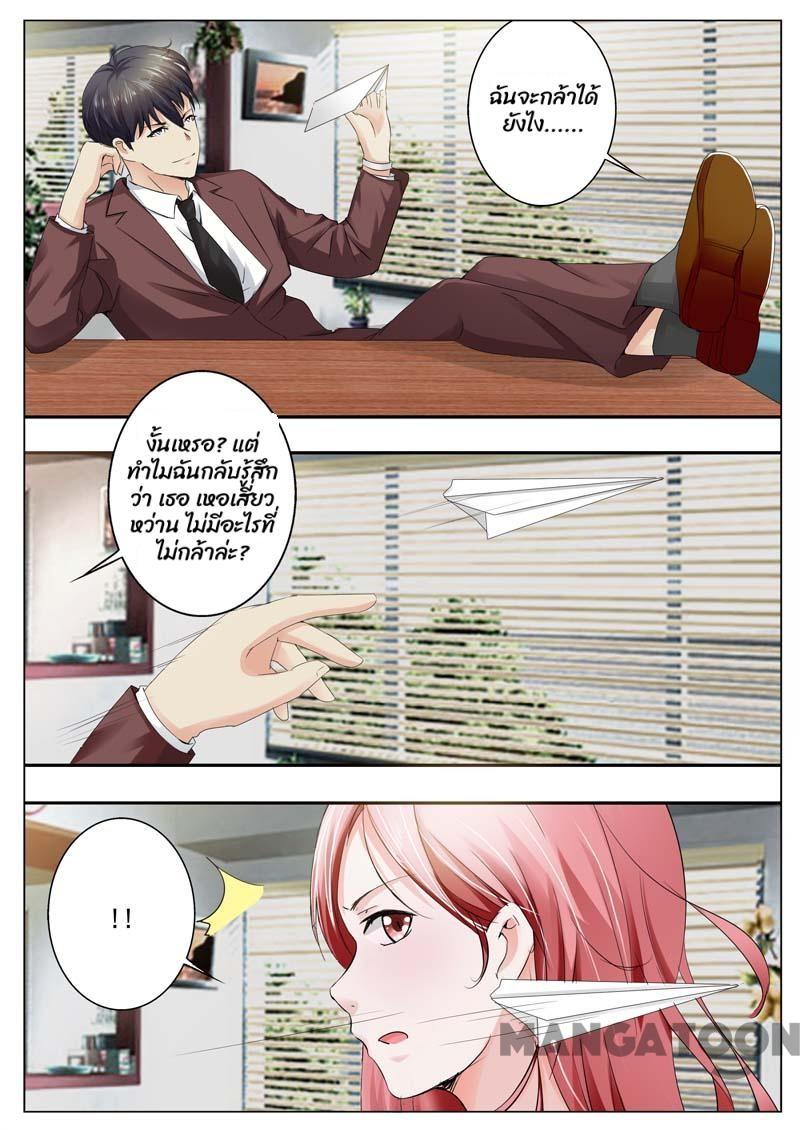 ฉันจะกล้าได้
ยังไง......
งั้นเหรอ? แต่
ทำไมฉันกลับรู้สึก
ว่า เธอ เหอเสี่ยว
หว่าน ไม่มีอะไรที่
ไม่กล้าล่ะ?
!!
MANGATOON